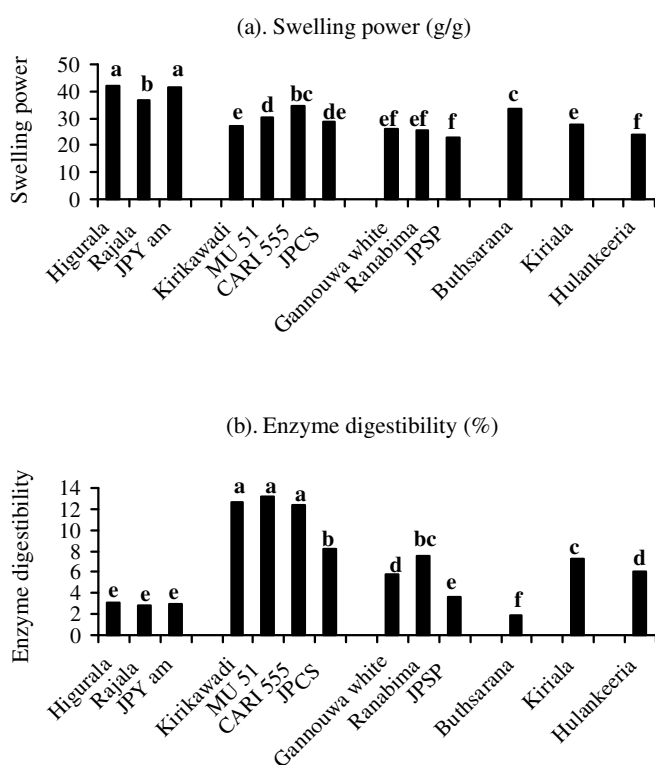 (a). Swelling power (g/g)
Swelling power
50
40
30
20
10
0
a
b
a
e
d
bc
de
ef
ef
f
c
e
f
Higurala
Rajala
JPY am
Kirikawadi
MU 51
CARI 555
JPCS
Gannouwa white
Ranabima
JPSP
Buthsarana
Kiriala
Hulankeeria
(b). Enzyme digestibility (%)
Enzyme digestibility
14
12
10
8
6
4
2
0
e
e
e
a
a
a
b
d
bc
e
f
c
d
Higurala
Rajala
JPY am
Kirikawadi
MU 51
CARI 555
JPCS
Gannouwa white
Ranabima
JPSP
Buthsarana
Kiriala
Hulankeeria